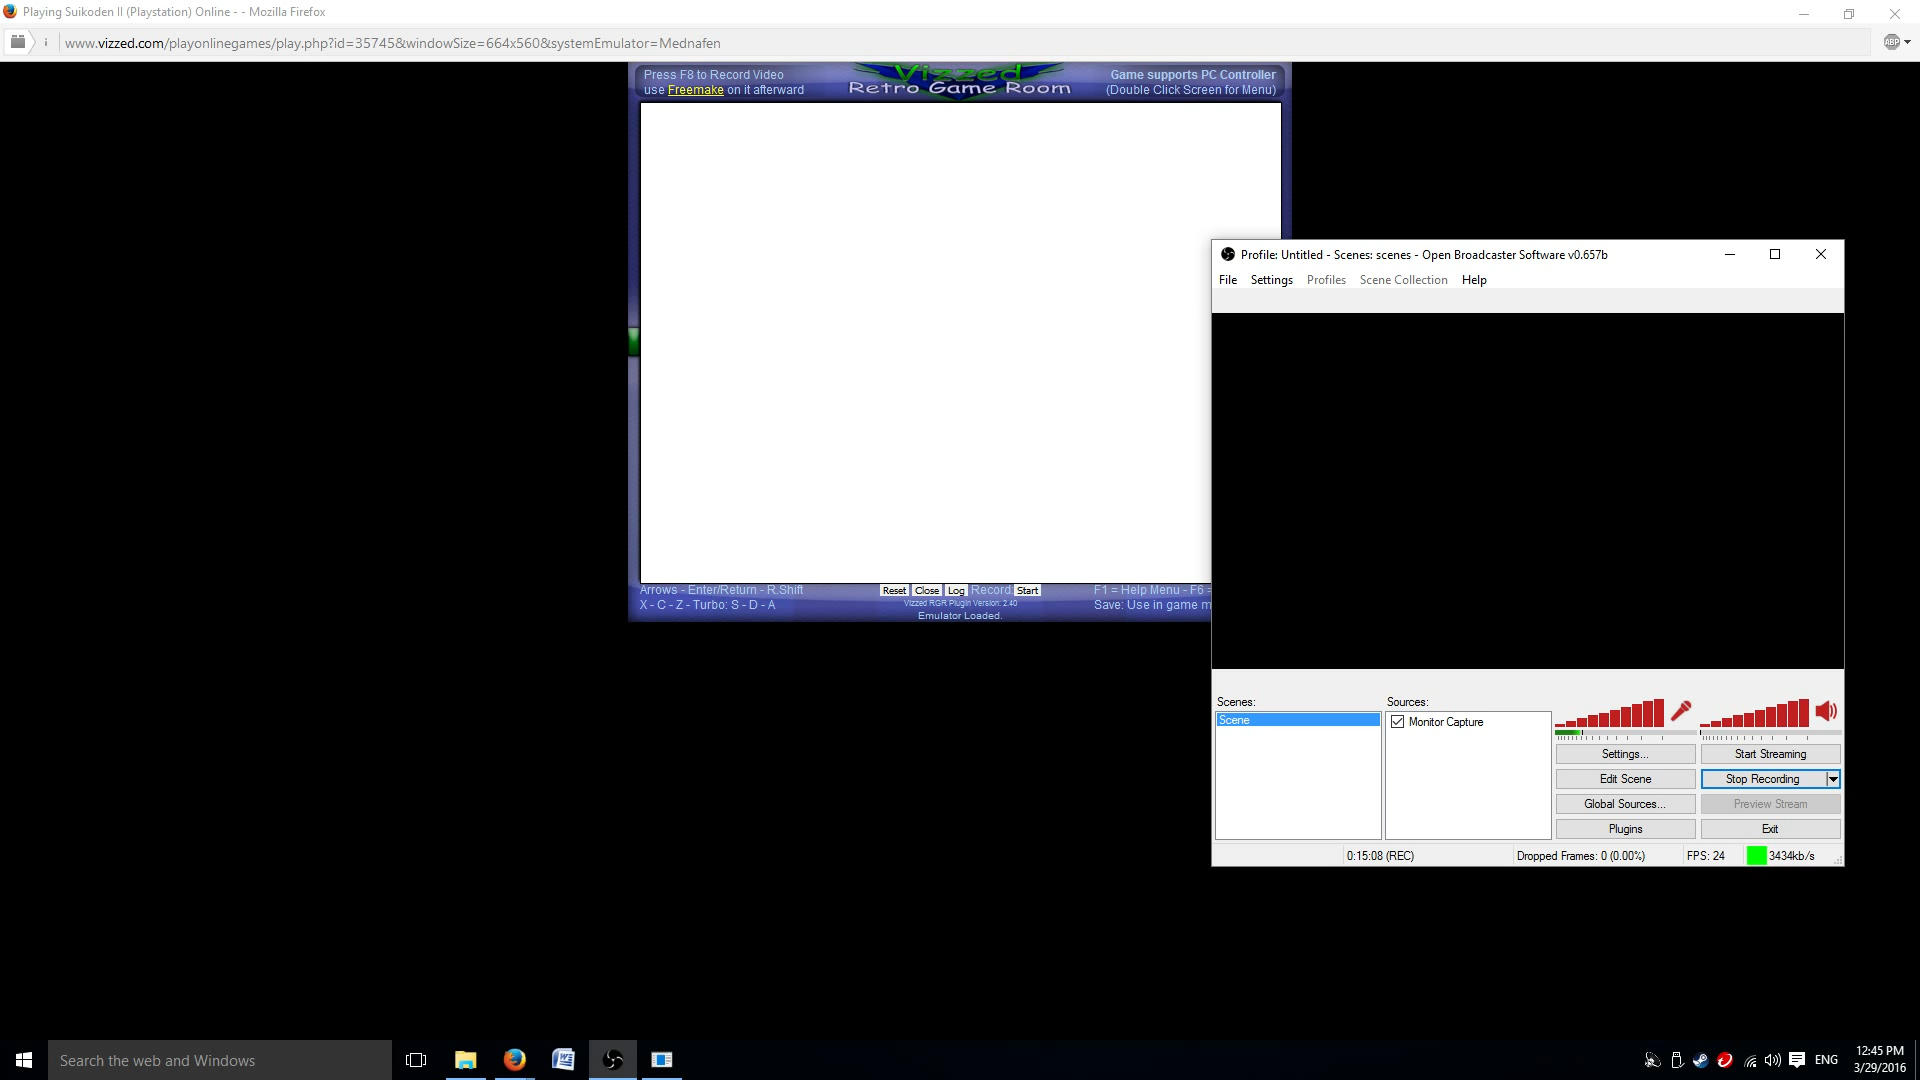 Playing Suikoden II (Playstation) Online - - Mozilla Firefox
www.vizzed.com/playonlinegames/play.php?id=35745&windowSize=664x560&systemEmulator=Mednafen
ABP
Press F8 to Record Video
use Freemake on it afterward
Vizzed
Retro Game Room
Game supports PC Controller
(Double Click Screen for Menu)
Profile: Untitled - Scenes: scenes - Open Broadcaster Software v0.657b
File Settings Profiles Scene Collection Help
Arrows - Enter/Return - R.Shift
X - C - Z - Turbo: S - D - A
Reset Close Log Record: Start
Vizzed RGR Plugin Version: 2.40
Emulator Loaded.
F1 = Help Menu - F6 =
Save: Use in game m
Scenes:
Scene
Sources:
Monitor Capture
Settings...
Start Streaming
Edit Scene
Stop Recording
Global Sources...
Preview Stream
Plugins
Exit
0:15:08 (REC)
Dropped Frames: 0 (0.00%)
FPS: 24
3434kb/s
Search the web and Windows
ENG
12:45 PM
3/29/2016